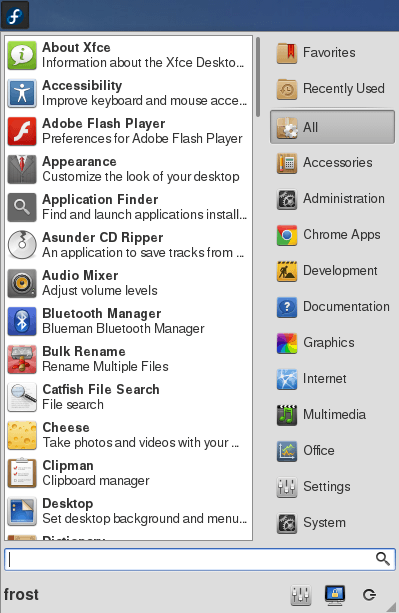 About Xfce
Information about the Xfce Deskto...
Accessibility
Improve keyboard and mouse acce...
Adobe Flash Player
Preferences for Adobe Flash Player
Appearance
Customize the look of your desktop
Application Finder
Find and launch applications install...
Asunder CD Ripper
An application to save tracks from ...
Audio Mixer
Adjust volume levels
Bluetooth Manager
Blueman Bluetooth Manager
Bulk Rename
Rename Multiple Files
Catfish File Search
File search
Cheese
Take photos and videos with your ...
Clipman
Clipboard manager
Desktop
Set desktop background and menu...
Dictionary
Favorites
Recently Used
All
Accessories
Administration
Chrome Apps
Development
Documentation
Graphics
Internet
Multimedia
Office
Settings
System
frost